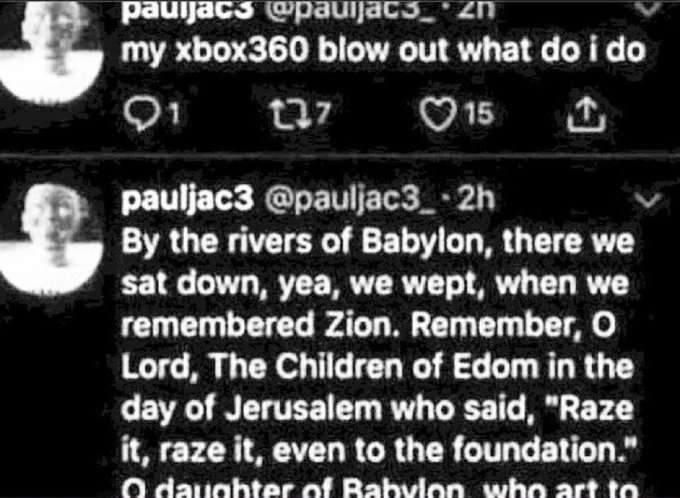 pauljac3 @pauljac3_ · 2h
my xbox360 blow out what do i do
1 7 15
pauljac3 @pauljac3_ · 2h
By the rivers of Babylon, there we
sat down, yea, we wept, when we
remembered Zion. Remember, O
Lord, The Children of Edom in the
day of Jerusalem who said, "Raze
it, raze it, even to the foundation."
O daughter of Babylon, who art to